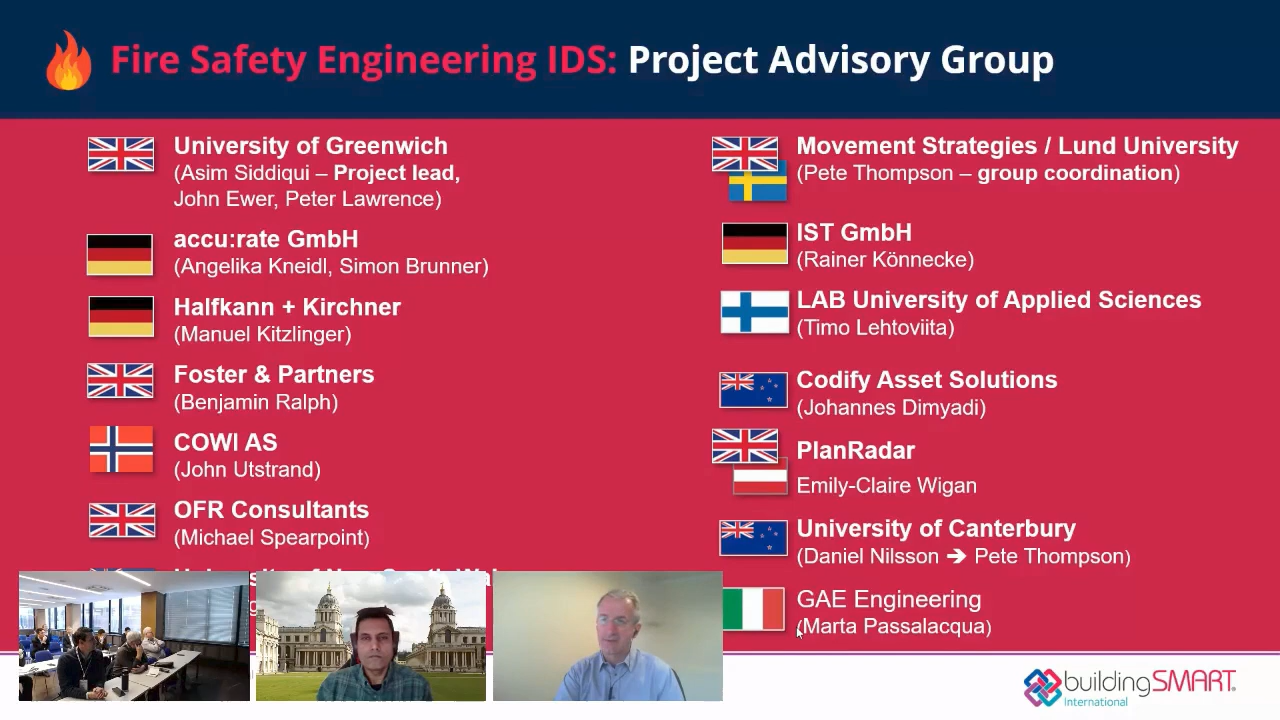 Fire Safety Engineering IDS: Project Advisory Group
University of Greenwich
(Asim Siddiqui – Project lead,
John Ewer, Peter Lawrence)
accu:rate GmbH
(Angelika Kneidl, Simon Brunner)
Halfkann + Kirchner
(Manuel Kitzlinger)
Foster & Partners
(Benjamin Ralph)
COWI AS
(John Utstrand)
OFR Consultants
(Michael Spearpoint)
Movement Strategies / Lund University
(Pete Thompson – group coordination)
IST GmbH
(Rainer Könnecke)
LAB University of Applied Sciences
(Timo Lehtoviita)
Codify Asset Solutions
(Johannes Dimyadi)
PlanRadar
Emily-Claire Wigan
University of Canterbury
(Daniel Nilsson ➔ Pete Thompson)
GAE Engineering
(Marta Passalacqua)
buildingSMART
International